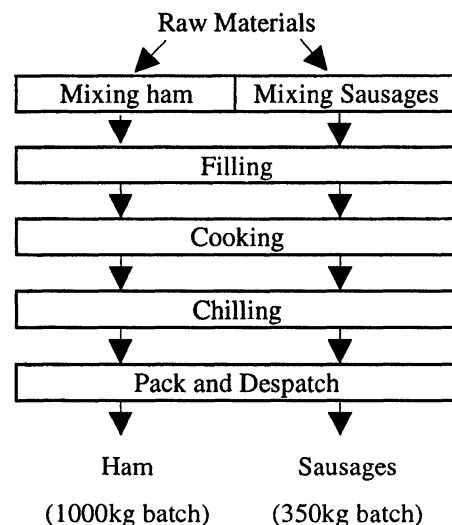 Raw Materials
Mixing ham Mixing Sausages
Filling
Cooking
Chilling
Pack and Despatch
Ham Sausages
(1000kg batch) (350kg batch)